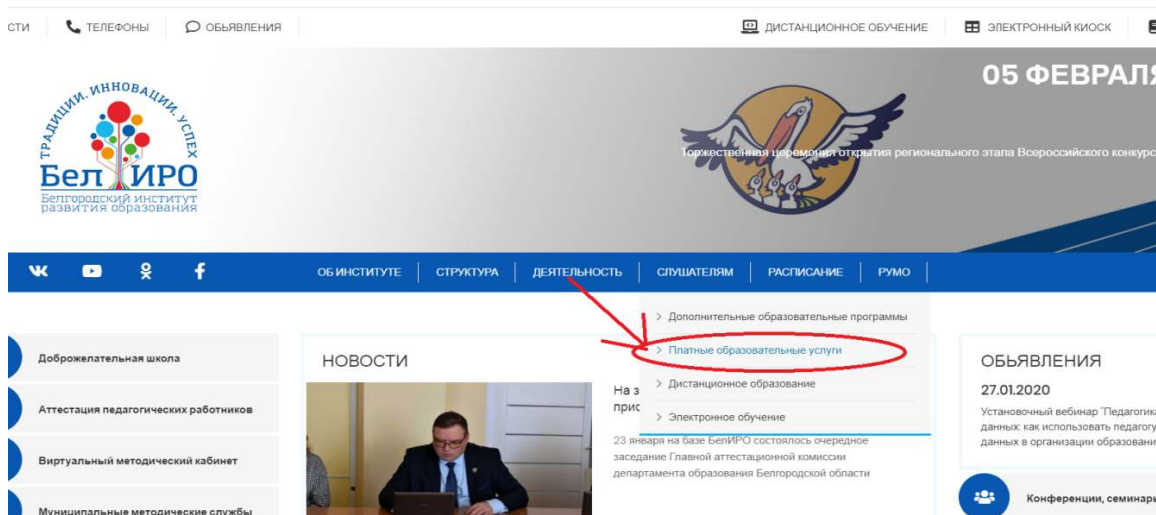 СТИ ТЕЛЕФОНЫ ОБЬЯВЛЕНИЯ ДИСТАНЦИОННОЕ ОБУЧЕНИЕ ЭЛЕКТРОННЫЙ КИОСК
05 ФЕВРАЛЯ
ТРАДИЦИИ. ИННОВАЦИИ. УСПЕХ
Торжественная церемония открытия регионального этапа Всероссийского конкурс
БелИРО
Белгородский институт
развития образования
ОБ ИНСТИТУТЕ СТРУКТУРА ДЕЯТЕЛЬНОСТЬ СЛУШАТЕЛЯМ РАСПИСАНИЕ РУМО
Дополнительные образовательные программы
Платные образовательные услуги
Дистанционное образование
Электронное обучение
Доброжелательная школа
Аттестация педагогических работников
Виртуальный методический кабинет
Муниципальные методические службы
НОВОСТИ
На з
прис
23 января на базе БелИРО состоялось очередное
заседание Главной аттестационной комиссии
департамента образования Белгородской области
ОБЬЯВЛЕНИЯ
27.01.2020
Установочный вебинар "Педагогика
данных: как использовать педагогу
данных в организации образовани
Конференции, семинары